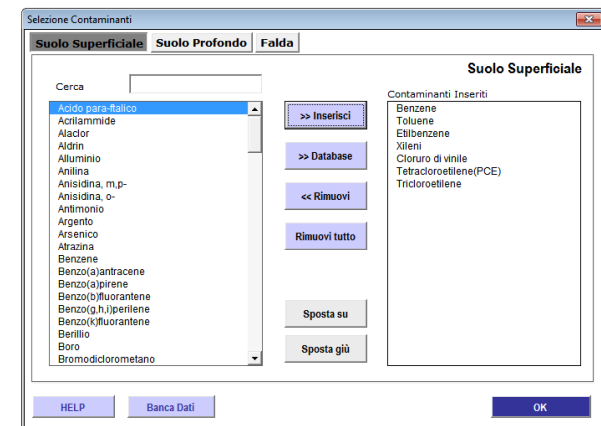 Selezione Contaminanti
Suolo Superficiale Suolo Profondo Falda
Suolo Superficiale
Cerca
Contaminanti Inseriti
Acido para-ftalico
Acrilammide
Alaclor
Aldrin
Alluminio
Anilina
Anisidina, m,p-
Anisidina, o-
Antimonio
Argento
Arsenico
Atrazina
Benzene
Benzo(a)antracene
Benzo(a)pirene
Benzo(b)fluorantene
Benzo(g,h,i)perilene
Benzo(k)fluorantene
Berillio
Boro
Bromodiclorometano
>> Inserisci
>> Database
<< Rimuovi
Rimuovi tutto
Sposta su
Sposta giù
Benzene
Toluene
Etilbenzene
Xileni
Cloruro di vinile
Tetracloroetilene(PCE)
Tricloroetilene
HELP
Banca Dati
OK